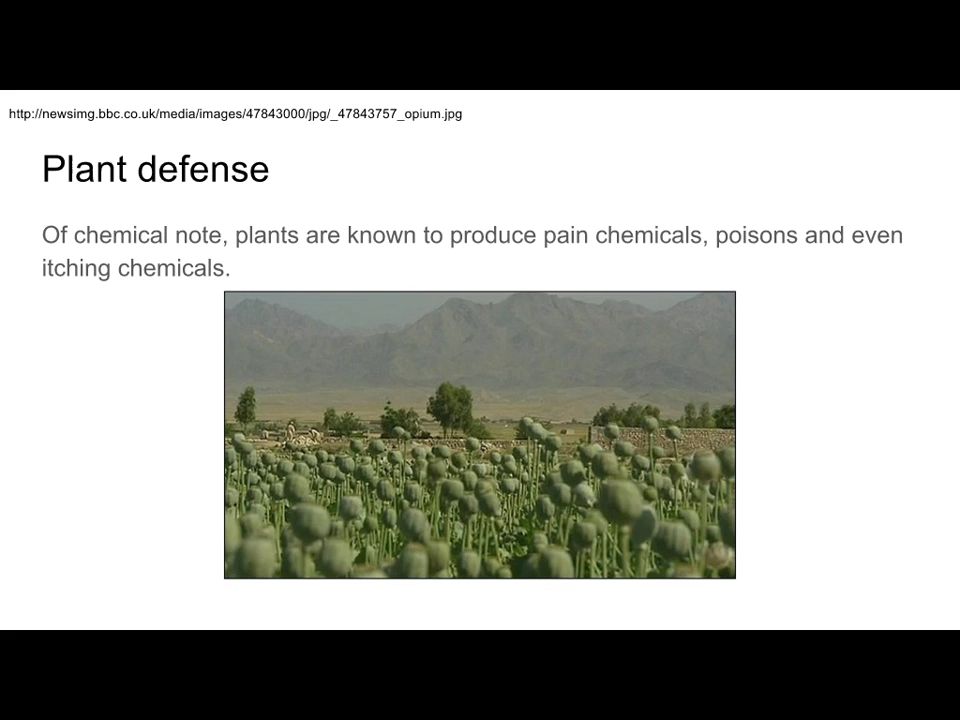 http://newsimg.bbc.co.uk/media/images/47843000/jpg/_47843757_opium.jpg
Plant defense
Of chemical note, plants are known to produce pain chemicals, poisons and even
itching chemicals.